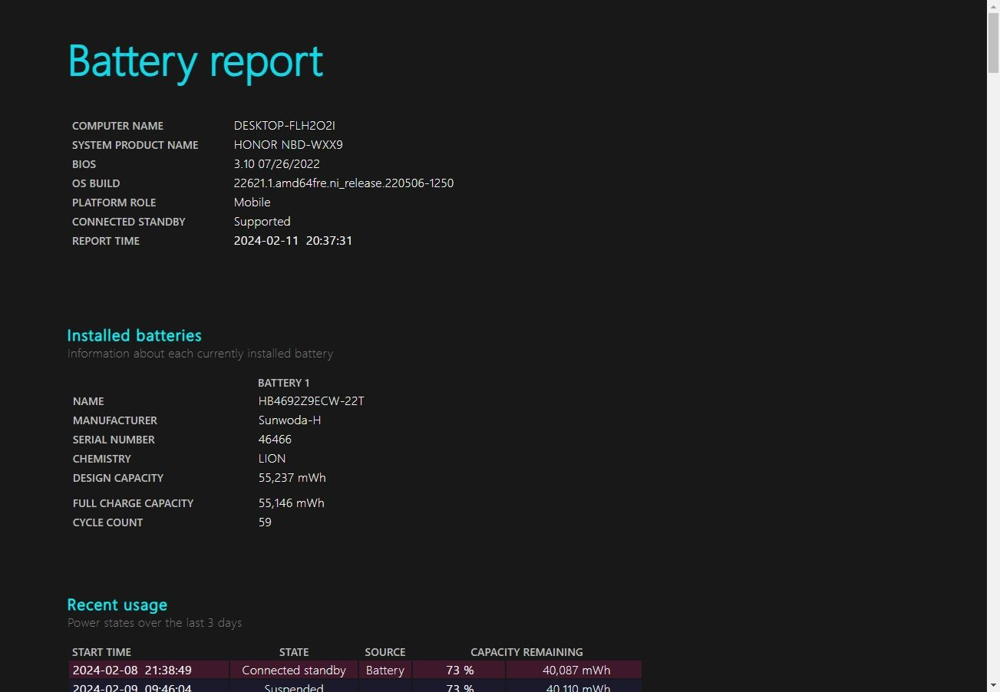 Battery report
COMPUTER NAME DESKTOP-FLH2O2I
SYSTEM PRODUCT NAME HONOR NBD-WXX9
BIOS 3.10 07/26/2022
OS BUILD 22621.1.amd64fre.ni_release.220506-1250
PLATFORM ROLE Mobile
CONNECTED STANDBY Supported
REPORT TIME 2024-02-11 20:37:31
Installed batteries
Information about each currently installed battery
BATTERY 1
NAME HB4692Z9ECW-22T
MANUFACTURER Sunwoda-H
SERIAL NUMBER 46466
CHEMISTRY LION
DESIGN CAPACITY 55,237 mWh
FULL CHARGE CAPACITY 55,146 mWh
CYCLE COUNT 59
Recent usage
Power states over the last 3 days
START TIME STATE SOURCE CAPACITY REMAINING
2024-02-08 21:38:49 Connected standby Battery 73 % 40,087 mWh
2024-02-09 09:46:04 Suspended 73 % 40,110 mWh